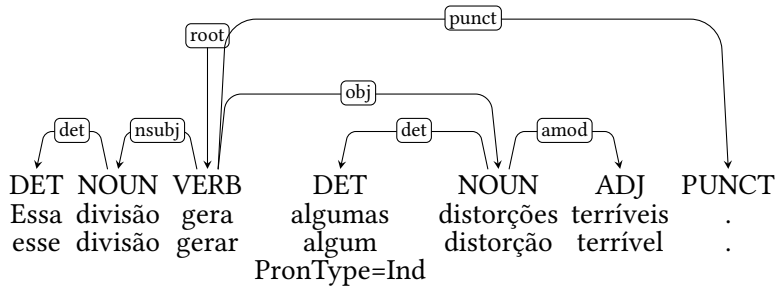 punct
root
obj
det nsubj det amod
DET NOUN VERB DET NOUN ADJ PUNCT
Essa divisão gera algumas distorções terríveis .
esse divisão gerar algum distorção terrível .
PronType=Ind